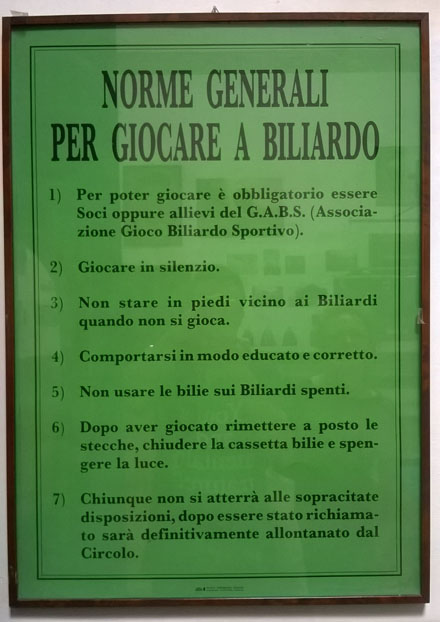 NORME GENERALI
PER GIOCARE A BILIARDO
1) Per poter giocare è obbligatorio essere
Soci oppure allievi del G.A.B.S. (Associa-
zione Gioco Biliardo Sportivo).
2) Giocare in silenzio.
3) Non stare in piedi vicino ai Biliardi
quando non si gioca.
4) Comportarsi in modo educato e corretto.
5) Non usare le bilie sui Biliardi spenti.
6) Dopo aver giocato rimettere a posto le
stecche, chiudere la cassetta bilie e spen-
gere la luce.
7) Chiunque non si atterrà alle sopracitate
disposizioni, dopo essere stato richiama-
to sarà definitivamente allontanato dal
Circolo.